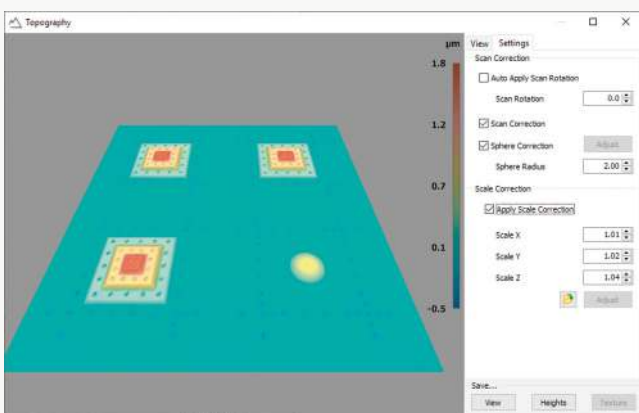 Topography
μm
1.8
1.2
0.7
0.1
-0.5
View Settings
Scan Correction
Auto Apply Scan Rotation
Scan Rotation 0.0
Scan Correction
Sphere Correction Adjust
Sphere Radius 2.00
Scale Correction
Apply Scale Correction
Scale X 1.01
Scale Y 1.02
Scale Z 1.04
Adjust
Save...
View Heights Texture